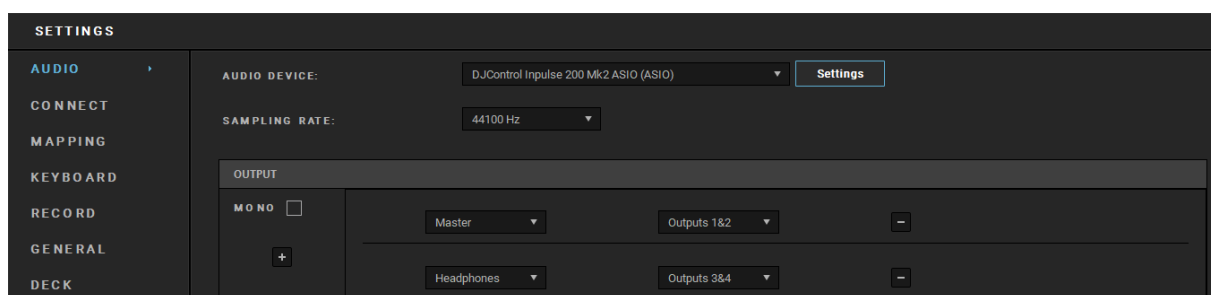 SETTINGS
AUDIO
CONNECT
MAPPING
KEYBOARD
RECORD
GENERAL
DECK
AUDIO DEVICE:
DJControl Inpulse 200 Mk2 ASIO (ASIO)
Settings
SAMPLING RATE:
44100 Hz
OUTPUT
MONO
Master
Outputs 1&2
Headphones
Outputs 3&4